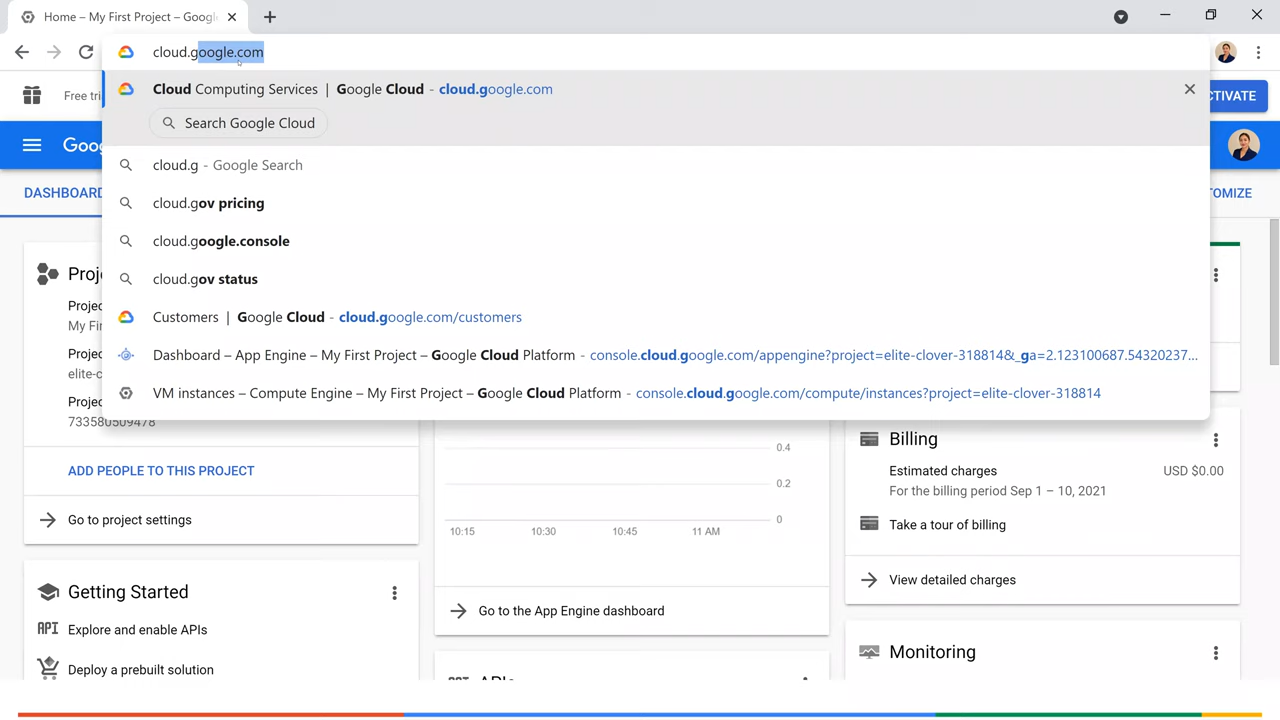 Home – My First Project – Googl
cloud.google.com
Cloud Computing Services | Google Cloud - cloud.google.com
Search Google Cloud
cloud.g - Google Search
cloud.gov pricing
cloud.google.console
cloud.gov status
Customers | Google Cloud - cloud.google.com/customers
Dashboard – App Engine – My First Project – Google Cloud Platform - console.cloud.google.com/appengine?project=elite-clover-318814&_ga=2.123100687.54320237...
VM instances – Compute Engine – My First Project – Google Cloud Platform - console.cloud.google.com/compute/instances?project=elite-clover-318814
Free tri
CTIVATE
Goog
DASHBOARD
TOMIZE
Proj
Projec
My Fir
Projec
elite-c
Projec
733580509478
ADD PEOPLE TO THIS PROJECT
Go to project settings
Getting Started
API Explore and enable APIs
Deploy a prebuilt solution
0.4
0.2
0
10:15 10:30 10:45 11 AM
Go to the App Engine dashboard
API APIs
Billing
Estimated charges USD $0.00
For the billing period Sep 1 – 10, 2021
Take a tour of billing
View detailed charges
Monitoring